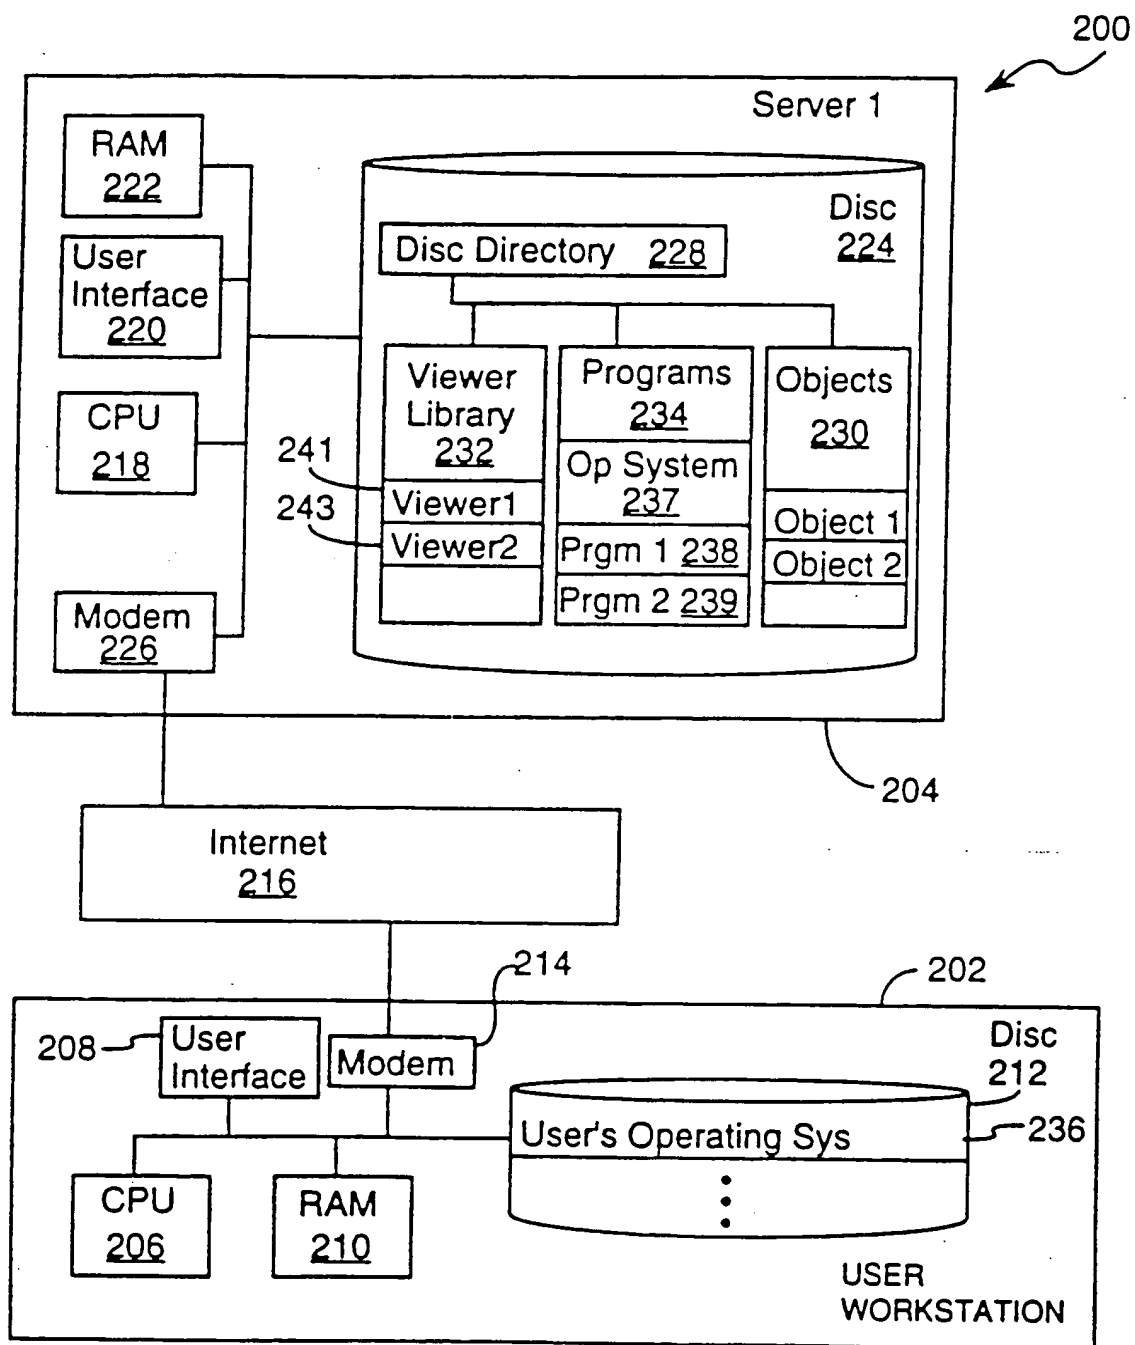 200
Server 1
RAM
222
User
Interface
220
CPU
218
Modem
226
Disc
224
Disc Directory 228
Viewer
Library
232
Viewer1
Viewer2
241
243
Programs
234
Op System
237
Prgm 1 238
Prgm 2 239
Objects
230
Object 1
Object 2
204
Internet
216
214
202
208
User
Interface
Modem
Disc
212
User's Operating Sys
236
CPU
206
RAM
210
USER
WORKSTATION